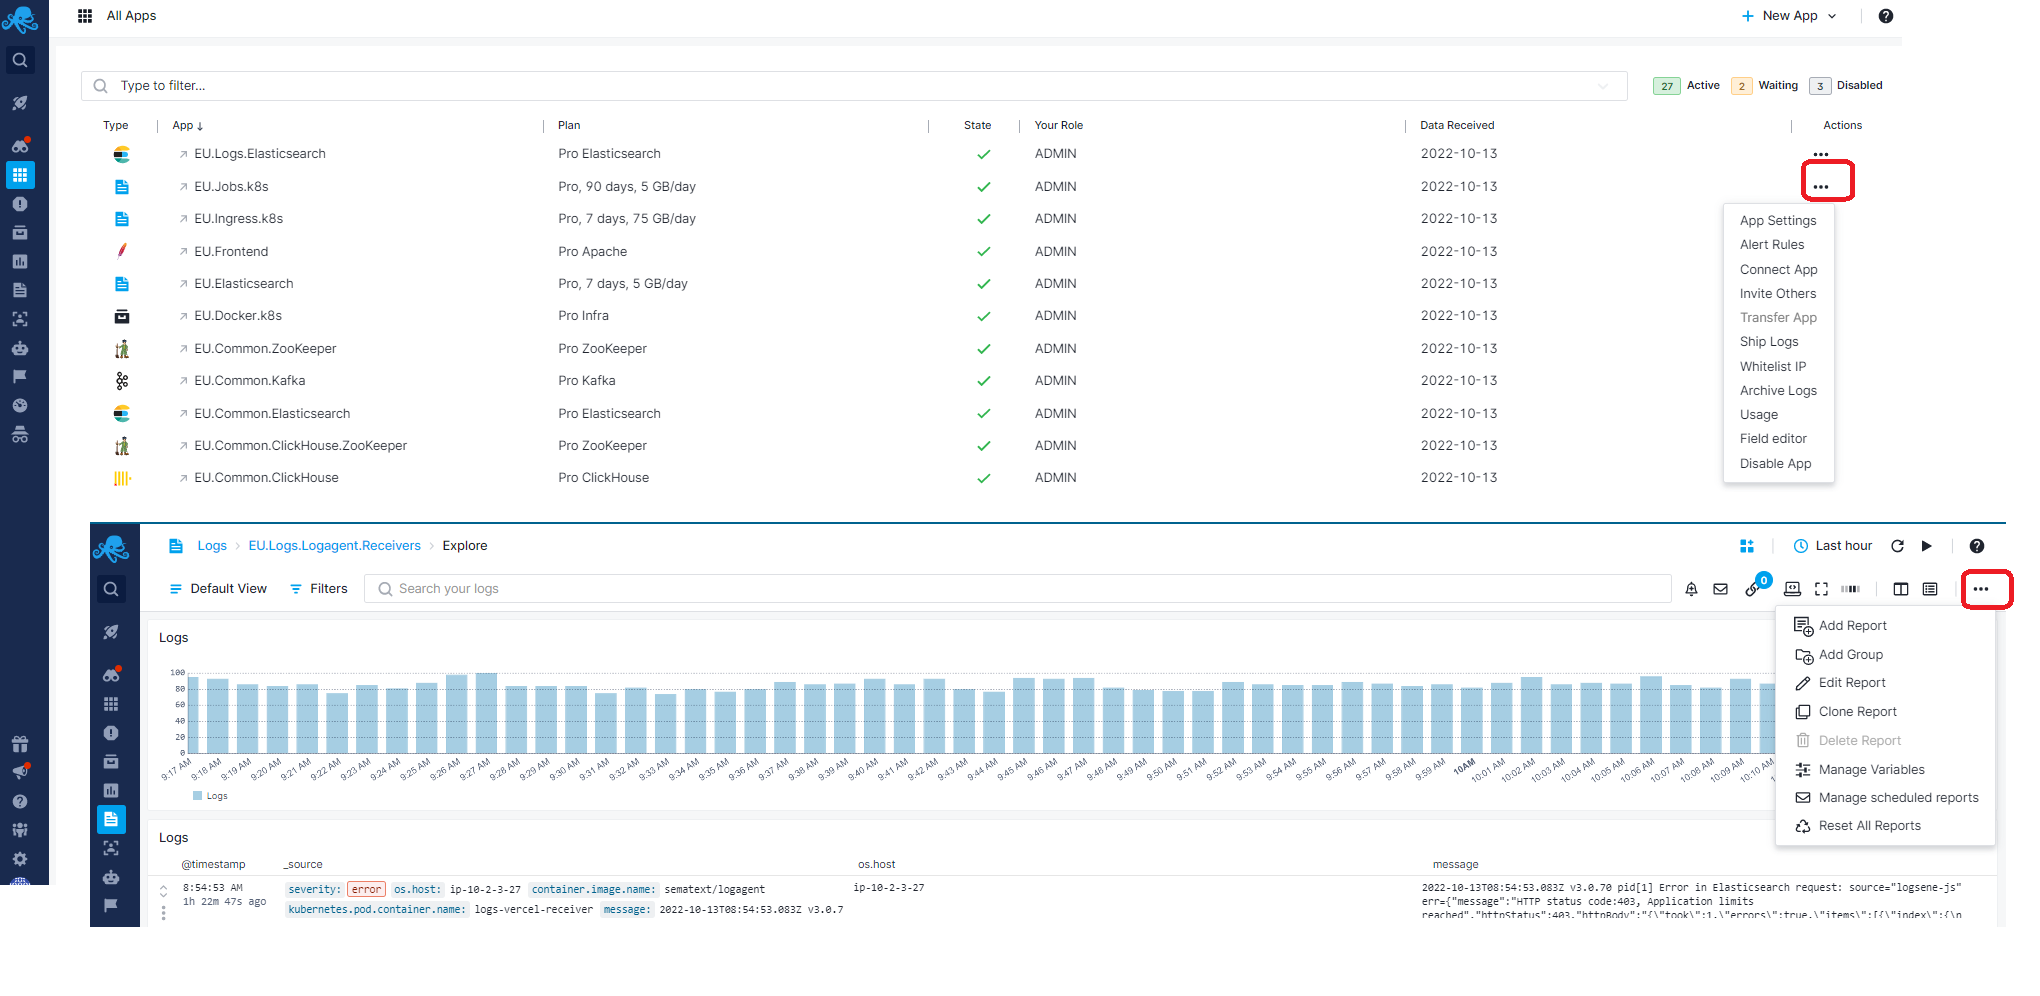 All Apps
New App
Type to filter...
27 Active 2 Waiting 3 Disabled
Type App ↓ Plan State Your Role Data Received Actions
EU.Logs.Elasticsearch Pro Elasticsearch ADMIN 2022-10-13
EU.Jobs.k8s Pro, 90 days, 5 GB/day ADMIN 2022-10-13
EU.Ingress.k8s Pro, 7 days, 75 GB/day ADMIN 2022-10-13
EU.Frontend Pro Apache ADMIN 2022-10-13
EU.Elasticsearch Pro, 7 days, 5 GB/day ADMIN 2022-10-13
EU.Docker.k8s Pro Infra ADMIN 2022-10-13
EU.Common.ZooKeeper Pro ZooKeeper ADMIN 2022-10-13
EU.Common.Kafka Pro Kafka ADMIN 2022-10-13
EU.Common.Elasticsearch Pro Elasticsearch ADMIN 2022-10-13
EU.Common.ClickHouse.ZooKeeper Pro ZooKeeper ADMIN 2022-10-13
EU.Common.ClickHouse Pro ClickHouse ADMIN 2022-10-13
App Settings
Alert Rules
Connect App
Invite Others
Transfer App
Ship Logs
Whitelist IP
Archive Logs
Usage
Field editor
Disable App
Logs › EU.Logs.Logagent.Receivers › Explore
Last hour
Default View Filters Search your logs
0
Add Report
Add Group
Edit Report
Clone Report
Delete Report
Manage Variables
Manage scheduled reports
Reset All Reports
Logs
100
80
60
40
20
0
9:17 AM 9:18 AM 9:19 AM 9:20 AM 9:21 AM 9:22 AM 9:23 AM 9:24 AM 9:25 AM 9:26 AM 9:27 AM 9:28 AM 9:29 AM 9:30 AM 9:31 AM 9:32 AM 9:33 AM 9:34 AM 9:35 AM 9:36 AM 9:37 AM 9:38 AM 9:39 AM 9:40 AM 9:41 AM 9:42 AM 9:43 AM 9:44 AM 9:45 AM 9:46 AM 9:47 AM 9:48 AM 9:49 AM 9:50 AM 9:51 AM 9:52 AM 9:53 AM 9:54 AM 9:55 AM 9:56 AM 9:57 AM 9:58 AM 9:59 AM 10AM 10:01 AM 10:02 AM 10:03 AM 10:04 AM 10:05 AM 10:06 AM 10:07 AM 10:08 AM 10:09 AM 10:10 AM
Logs
Logs
@timestamp _source os.host message
8:54:53 AM severity: error os.host: ip-10-2-3-27 container.image.name: sematext/logagent ip-10-2-3-27 2022-10-13T08:54:53.083Z v3.0.70 pid[1] Error in Elasticsearch request: source="logsene-js"
1h 22m 47s ago kubernetes.pod.container.name: logs-vercel-receiver message: 2022-10-13T08:54:53.083Z v3.0.7 err={"message":"HTTP status code:403, Application limits
reached","httpStatus":403,"httpBody":"{\"took\":1,\"errors\":true,\"items\":[{\"index\":{\n